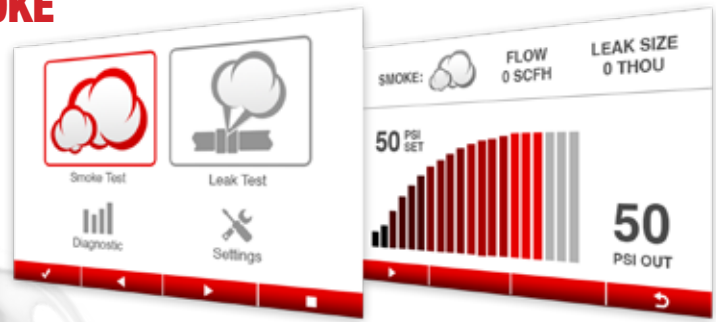 OKE
Smoke Test
Leak Test
Diagnostic
Settings
SMOKE:
FLOW
0 SCFH
LEAK SIZE
0 THOU
50 PSI SET
50
PSI OUT